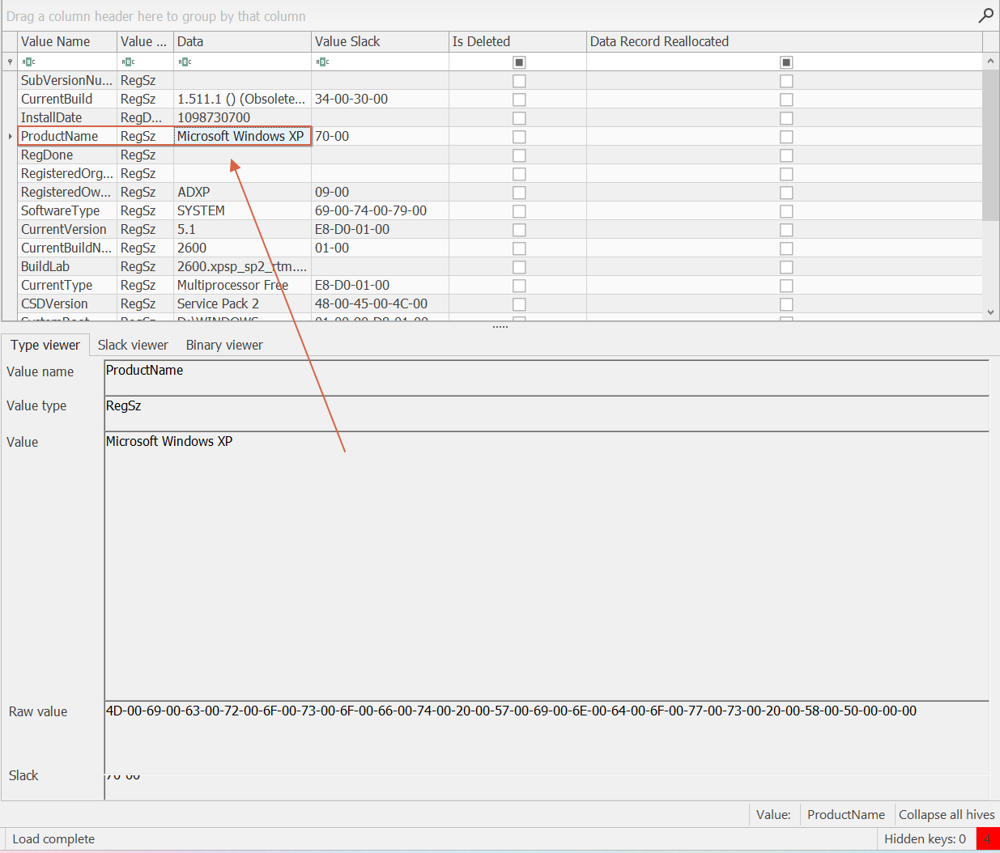 Drag a column header here to group by that column
Value Name Value ... Data Value Slack Is Deleted Data Record Reallocated
SubVersionNu... RegSz
CurrentBuild RegSz 1.511.1 () (Obsolete... 34-00-30-00
InstallDate RegD... 1098730700
ProductName RegSz Microsoft Windows XP 70-00
RegDone RegSz
RegisteredOrg... RegSz
RegisteredOw... RegSz ADXP 09-00
SoftwareType RegSz SYSTEM 69-00-74-00-79-00
CurrentVersion RegSz 5.1 E8-D0-01-00
CurrentBuildN... RegSz 2600 01-00
BuildLab RegSz 2600.xpsp_sp2_rtm....
CurrentType RegSz Multiprocessor Free E8-D0-01-00
CSDVersion RegSz Service Pack 2 48-00-45-00-4C-00
Type viewer Slack viewer Binary viewer
Value name ProductName
Value type RegSz
Value Microsoft Windows XP
Raw value 4D-00-69-00-63-00-72-00-6F-00-73-00-6F-00-66-00-74-00-20-00-57-00-69-00-6E-00-64-00-6F-00-77-00-73-00-20-00-58-00-50-00-00-00
Slack 70-00
Value: ProductName Collapse all hives
Load complete Hidden keys: 0 4